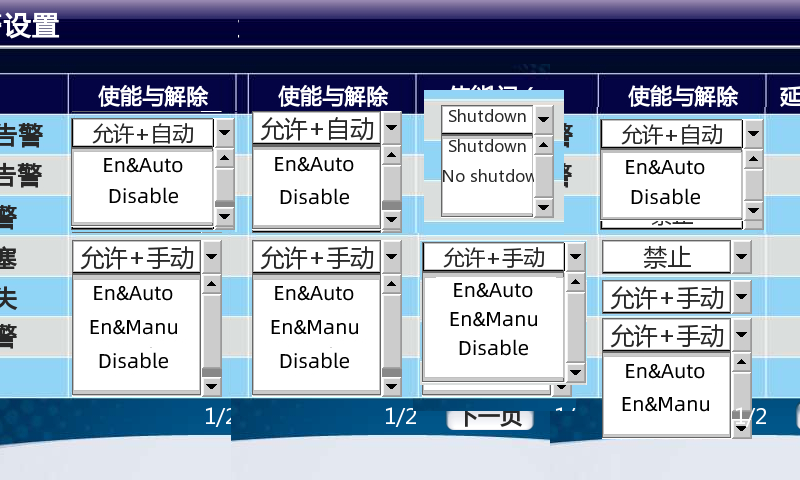 设置
使能与解除 使能与解除 使能与解除 延
告警 允许+自动 允许+自动 Shutdown 警 允许+自动
En&Auto En&Auto Shutdown En&Auto
告警 Disable Disable No shutdow 警 Disable
警 禁止
塞 允许+手动 允许+手动 允许+手动 禁止
失 En&Auto En&Auto En&Auto 允许+手动
警 En&Manu En&Manu En&Manu 允许+手动
Disable Disable Disable En&Auto
En&Manu
1/2 1/2 下一页 1/2